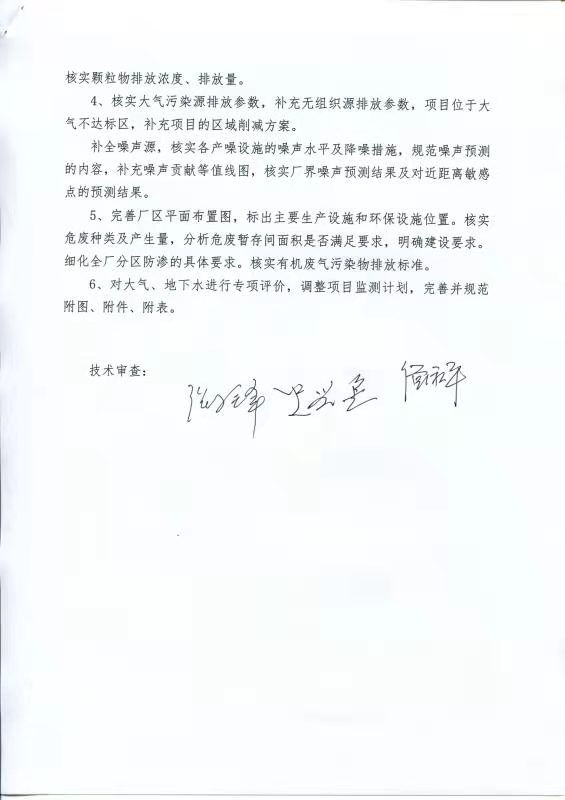 核实颗粒物排放浓度、排放量。
4、核实大气污染源排放参数，补充无组织源排放参数，项目位于大
气不达标区，补充项目的区域削减方案。
补全噪声源，核实各产噪设施的噪声水平及降噪措施，规范噪声预测
的内容，补充噪声贡献等值线图，核实厂界噪声预测结果及对近距离敏感
点的预测结果。
5、完善厂区平面布置图，标出主要生产设施和环保设施位置。核实
危废种类及产生量，分析危废暂存间面积是否满足要求，明确建设要求。
细化全厂分区防渗的具体要求。核实有机废气污染物排放标准。
6、对大气、地下水进行专项评价，调整项目监测计划，完善并规范
附图、附件、附表。
技术审查：